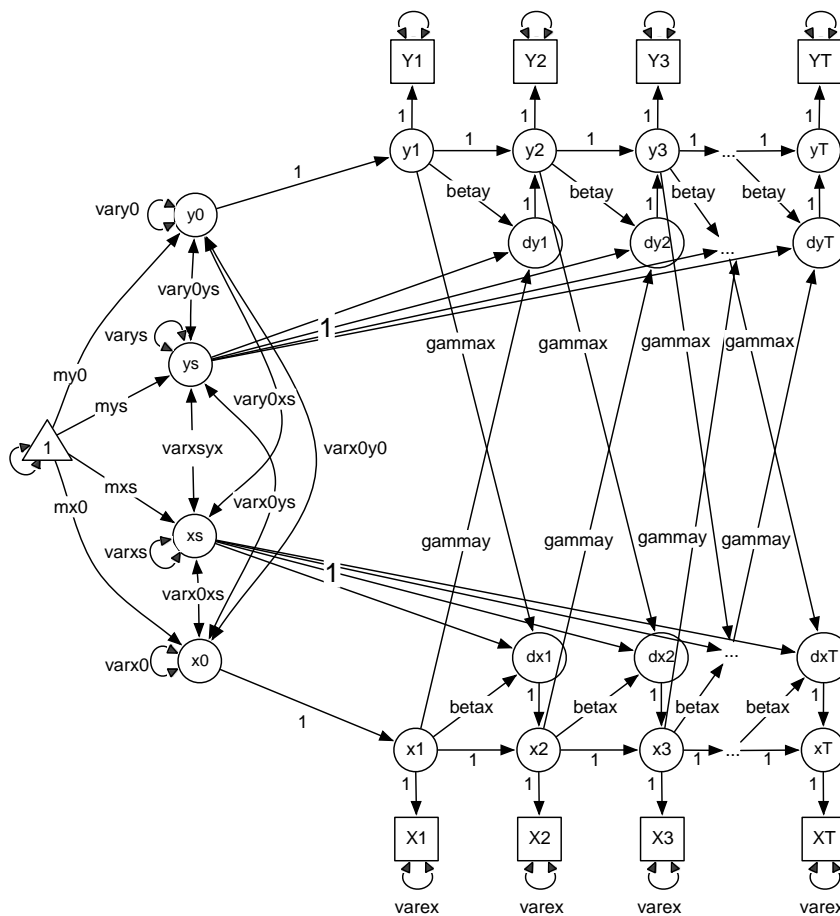 Y1 Y2 Y3 YT
1 1 1 1
y1 1 y2 1 y3 1 ... 1 yT
1
betay betay betay betay
1 1 1
vary0 y0
dy1 dy2 ... dyT
vary0ys
varys
1
ys
gammax gammax gammax gammax
my0
mys
vary0xs
1
varxsyx
varx0y0
mxs
varx0ys
mx0
xs
varxs
gammay gammay gammay gammay
1
varx0xs
dx1 dx2 ... dxT
x0
varx0
betax betax betax betax
1 1 1
1
x1 1 x2 1 x3 1 ... 1 xT
1 1 1 1
X1 X2 X3 XT
varex varex varex varex